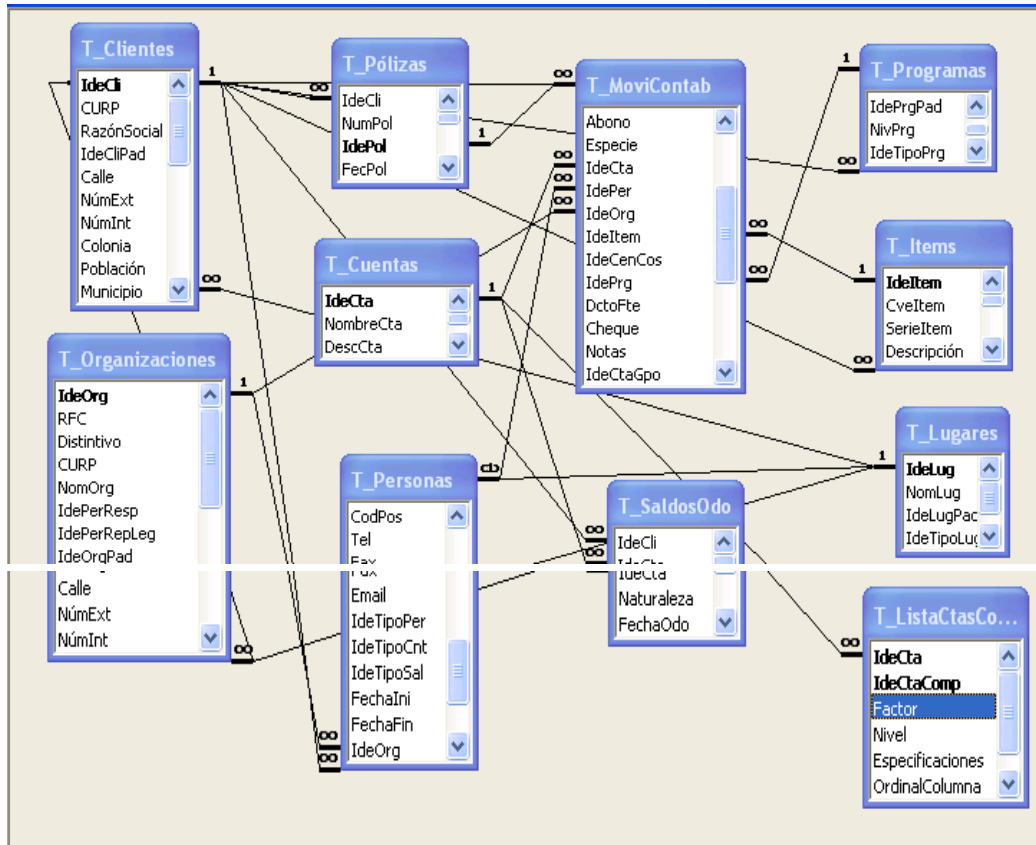 T_Clientes
IdeCli
CURP
RazónSocial
IdeCliPad
Calle
NúmExt
NúmInt
Colonia
Población
Municipio
T_Pólizas
IdeCli
NumPol
IdePol
FecPol
T_MoviContab
Abono
Especie
IdeCta
IdePer
IdeOrg
IdeItem
IdeCenCos
IdePrg
DctoFte
Cheque
Notas
IdeCtaGpo
T_Programas
IdePrgPad
NivPrg
IdeTipoPrg
T_Cuentas
IdeCta
NombreCta
DescCta
T_Items
IdeItem
CveItem
SerieItem
Descripción
T_Organizaciones
IdeOrg
RFC
Distintivo
CURP
NomOrg
IdePerResp
IdePerRepLeg
IdeOrgPad
Calle
NúmExt
NúmInt
T_Personas
CodPos
Tel
Fax
Email
IdeTipoPer
IdeTipoCnt
IdeTipoSal
FechaIni
FechaFin
IdeOrg
T_SaldosOdo
IdeCli
IdeCta
Naturaleza
FechaOdo
T_Lugares
IdeLug
NomLug
IdeLugPad
IdeTipoLug
T_ListaCtasCo...
IdeCta
IdeCtaComp
Factor
Nivel
Especificaciones
OrdinalColumna
1
∞
∞
1
∞
∞
∞
1
∞
∞
∞
1
∞
∞
1
1
∞
1
∞
∞
∞
∞
∞
1
∞